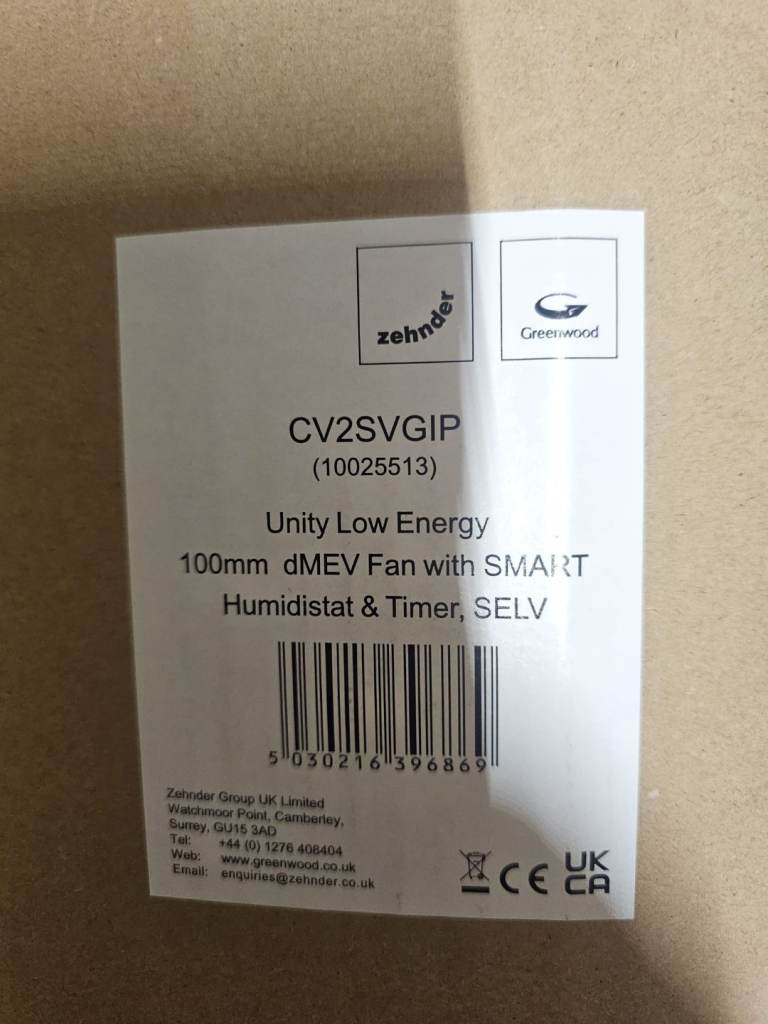 zehnder
Greenwood
CV2SVGIP
(10025513)
Unity Low Energy
100mm dMEV Fan with SMART
Humidistat & Timer, SELV
5 030216 396869
Zehnder Group UK Limited
Watchmoor Point, Camberley,
Surrey, GU15 3AD
Tel: +44 (0) 1276 408404
Web: www.greenwood.co.uk
Email: enquiries@zehnder.co.uk
CE
UK
CA